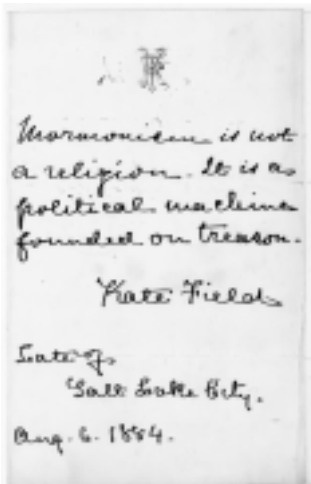 Mormonism is not
a religion. It is a
political machine
founded on treason.
Kate Field
Late of
Salt Lake City.
Aug. 6. 1884.